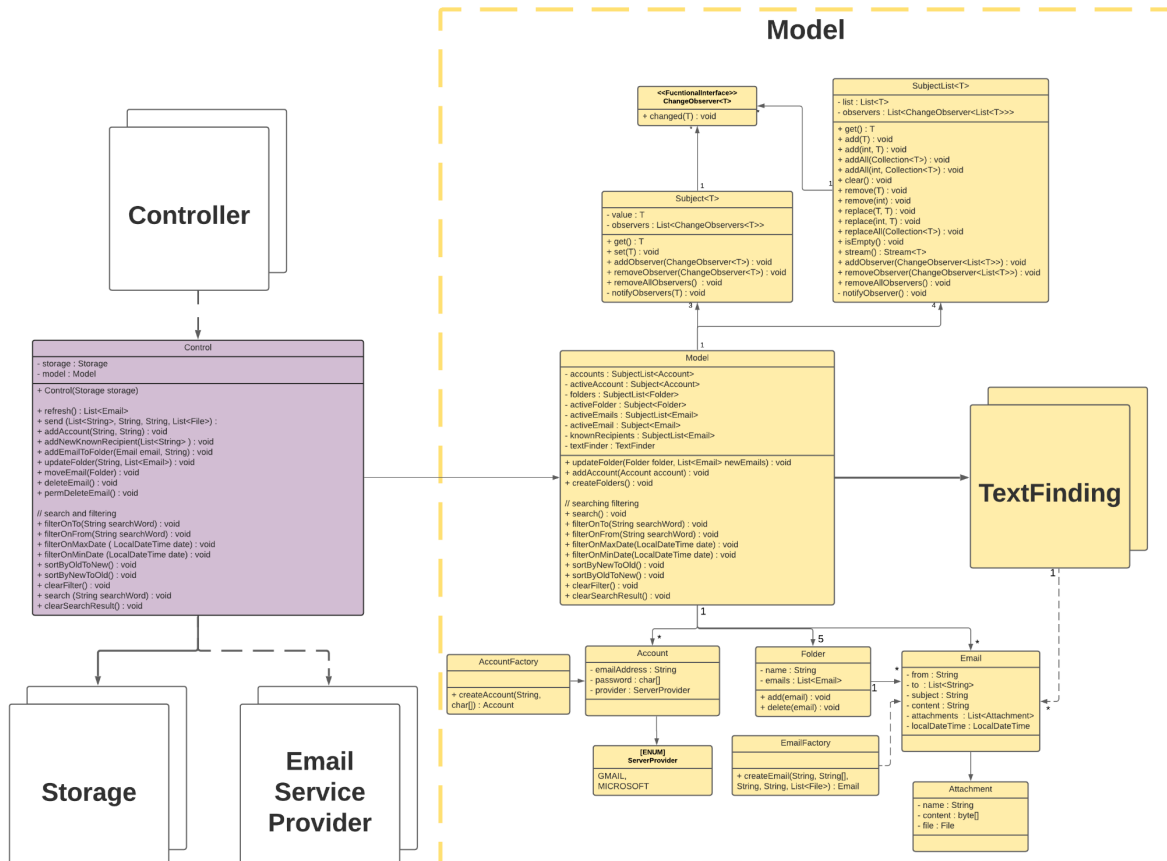 Model
Controller
Control
- storage : Storage
- model : Model
+ Control(Storage storage)
+ refresh() : List<Email>
+ send (List<String>, String, String, List<File>) :
+ addAccount(String, String) : void
+ addNewKnownRecipient(List<String> ) : void
+ addEmailToFolder(Email email, String) : void
+ updateFolder(String, List<Email>) : void
+ moveEmail(Folder) : void
+ deleteEmail() : void
+ permDeleteEmail() : void
// search and filtering
+ filterOnTo(String searchWord) : void
+ filterOnFrom(String searchWord) : void
+ filterOnMaxDate ( LocalDateTime date) : void
+ filterOnMinDate (LocalDateTime date) : void
+ sortByOldToNew() : void
+ sortByNewToOld() : void
+ clearFilter() : void
+ search (String searchWord) : void
+ clearSearchResult() : void
Storage
Email
Service
Provider
<<FucntionalInterface>>
ChangeObserver<T>
+ changed(T) : void
*
*
SubjectList<T>
- list : List<T>
- observers : List<ChangeObserver<List<T>>>
+ get() : T
+ add(T) : void
+ add(int, T) : void
+ addAll(Collection<T>) : void
+ addAll(int, Collection<T>) : void
+ clear() : void
+ remove(T) : void
+ remove(int) : void
+ replace(T, T) : void
+ replace(int, T) : void
+ replaceAll(Collection<T>) : void
+ isEmpty() : void
+ stream() : Stream<T>
+ addObserver(ChangeObserver<List<T>>) : void
+ removeObserver(ChangeObserver<List<T>>) : void
+ removeAllObservers() : void
- notifyObserver() : void
1
1
Subject<T>
- value : T
- observers : List<ChangeObservers<T>>
+ get() : T
+ set(T) : void
+ addObserver(ChangeObserver<T>) : void
+ removeObserver(ChangeObserver<T>) : void
+ removeAllObservers() : void
- notifyObservers(T) : void
3
4
1
Model
- accounts : SubjectList<Account>
- activeAccount : Subject<Account>
- folders : SubjectList<Folder>
- activeFolder : Subject<Folder>
- activeEmails : SubjectList<Email>
- activeEmail : Subject<Email>
- knownRecipients : SubjectList<Email>
- textFinder : TextFinder
+ updateFolder(Folder folder, List<Email> newEmails) : void
+ addAccount(Account account) : void
+ createFolders() : void
// searching filtering
+ search() : void
+ filterOnTo(String searchWord) : void
+ filterOnFrom(String searchWord) : void
+ filterOnMaxDate(LocalDateTime date) : void
+ filterOnMinDate(LocalDateTime date) : void
+ sortByNewToOld() : void
+ sortByOldToNew() : void
+ clearFilter() : void
+ clearSearchResult() : void
TextFinding
1
1
*
5
*
AccountFactory
+ createAccount(String,
char[]) : Account
Account
- emailAddress : String
- password : char[]
- provider : ServerProvider
Folder
- name : String
- emails : List<Email>
+ add(email) : void
+ delete(email) : void
*
1
Email
- from : String
- to : List<String>
- subject : String
- content : String
- attachments : List<Attachment>
- localDateTime : LocalDateTime
*
[ENUM]
ServerProvider
GMAIL,
MICROSOFT
EmailFactory
+ createEmail(String, String[],
String, String, List<File>) : Email
Attachment
- name : String
- content : byte[]
- file : File